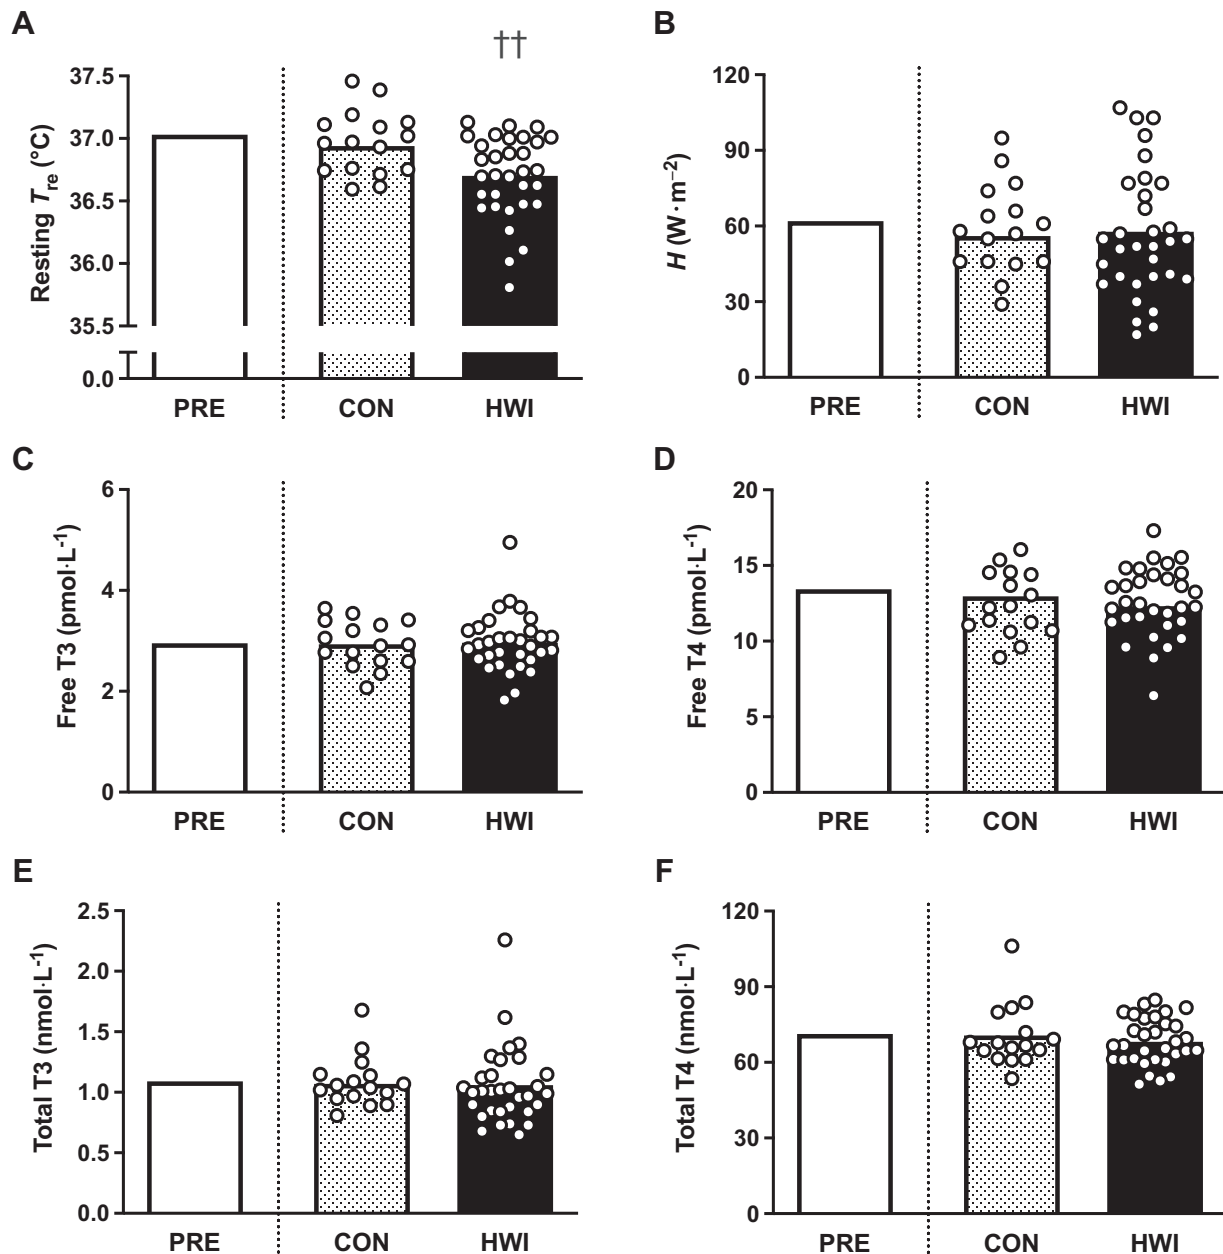 A
††
Resting Tre (°C)
37.5
37.0
36.5
36.0
35.5
0.0
PRE
CON
HWI
B
H (W·m−2)
120
90
60
30
0
PRE
CON
HWI
C
Free T3 (pmol·L-1)
6
4
2
0
PRE
CON
HWI
D
Free T4 (pmol·L-1)
20
15
10
5
0
PRE
CON
HWI
E
Total T3 (nmol·L-1)
2.5
2.0
1.5
1.0
0.5
0.0
PRE
CON
HWI
F
Total T4 (nmol·L-1)
120
90
60
30
0
PRE
CON
HWI